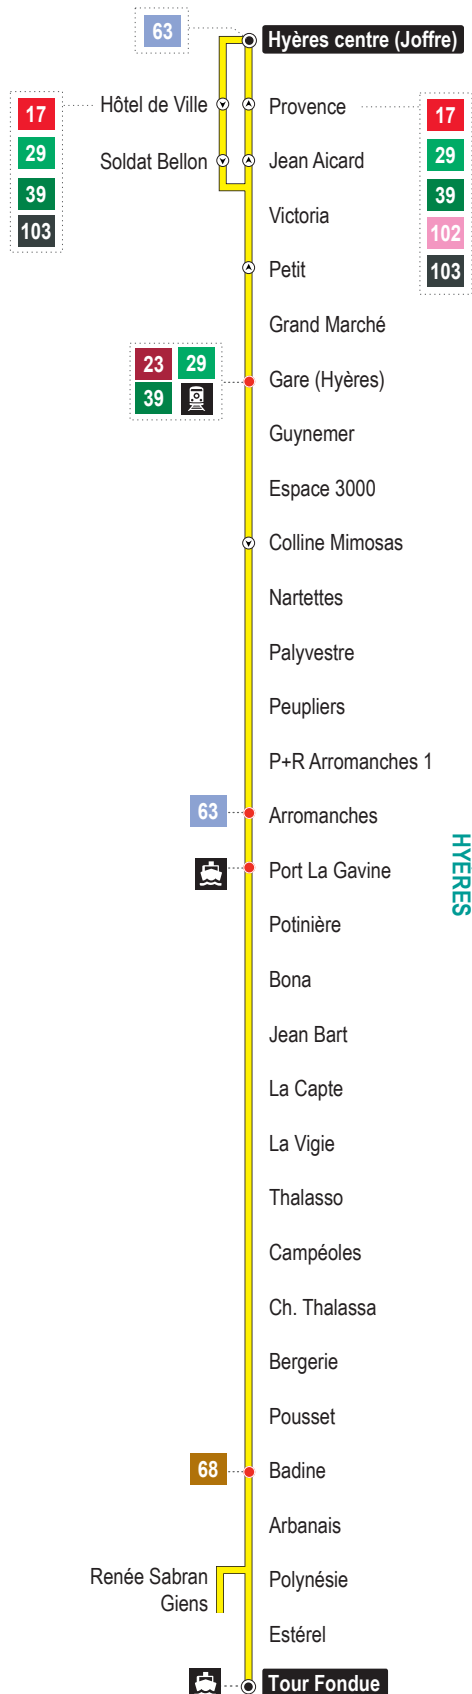 63
Hyères centre (Joffre)
17
29
39
103
Hôtel de Ville
Provence
17
29
39
102
103
Soldat Bellon
Jean Aicard
Victoria
Petit
Grand Marché
23 29
39
Gare (Hyères)
Guynemer
Espace 3000
Colline Mimosas
Nartettes
Palyvestre
Peupliers
P+R Arromanches 1
63
Arromanches
HYERES
Port La Gavine
Potinière
Bona
Jean Bart
La Capte
La Vigie
Thalasso
Campéoles
Ch. Thalassa
Bergerie
Pousset
68
Badine
Arbanais
Renée Sabran
Giens
Polynésie
Estérel
Tour Fondue